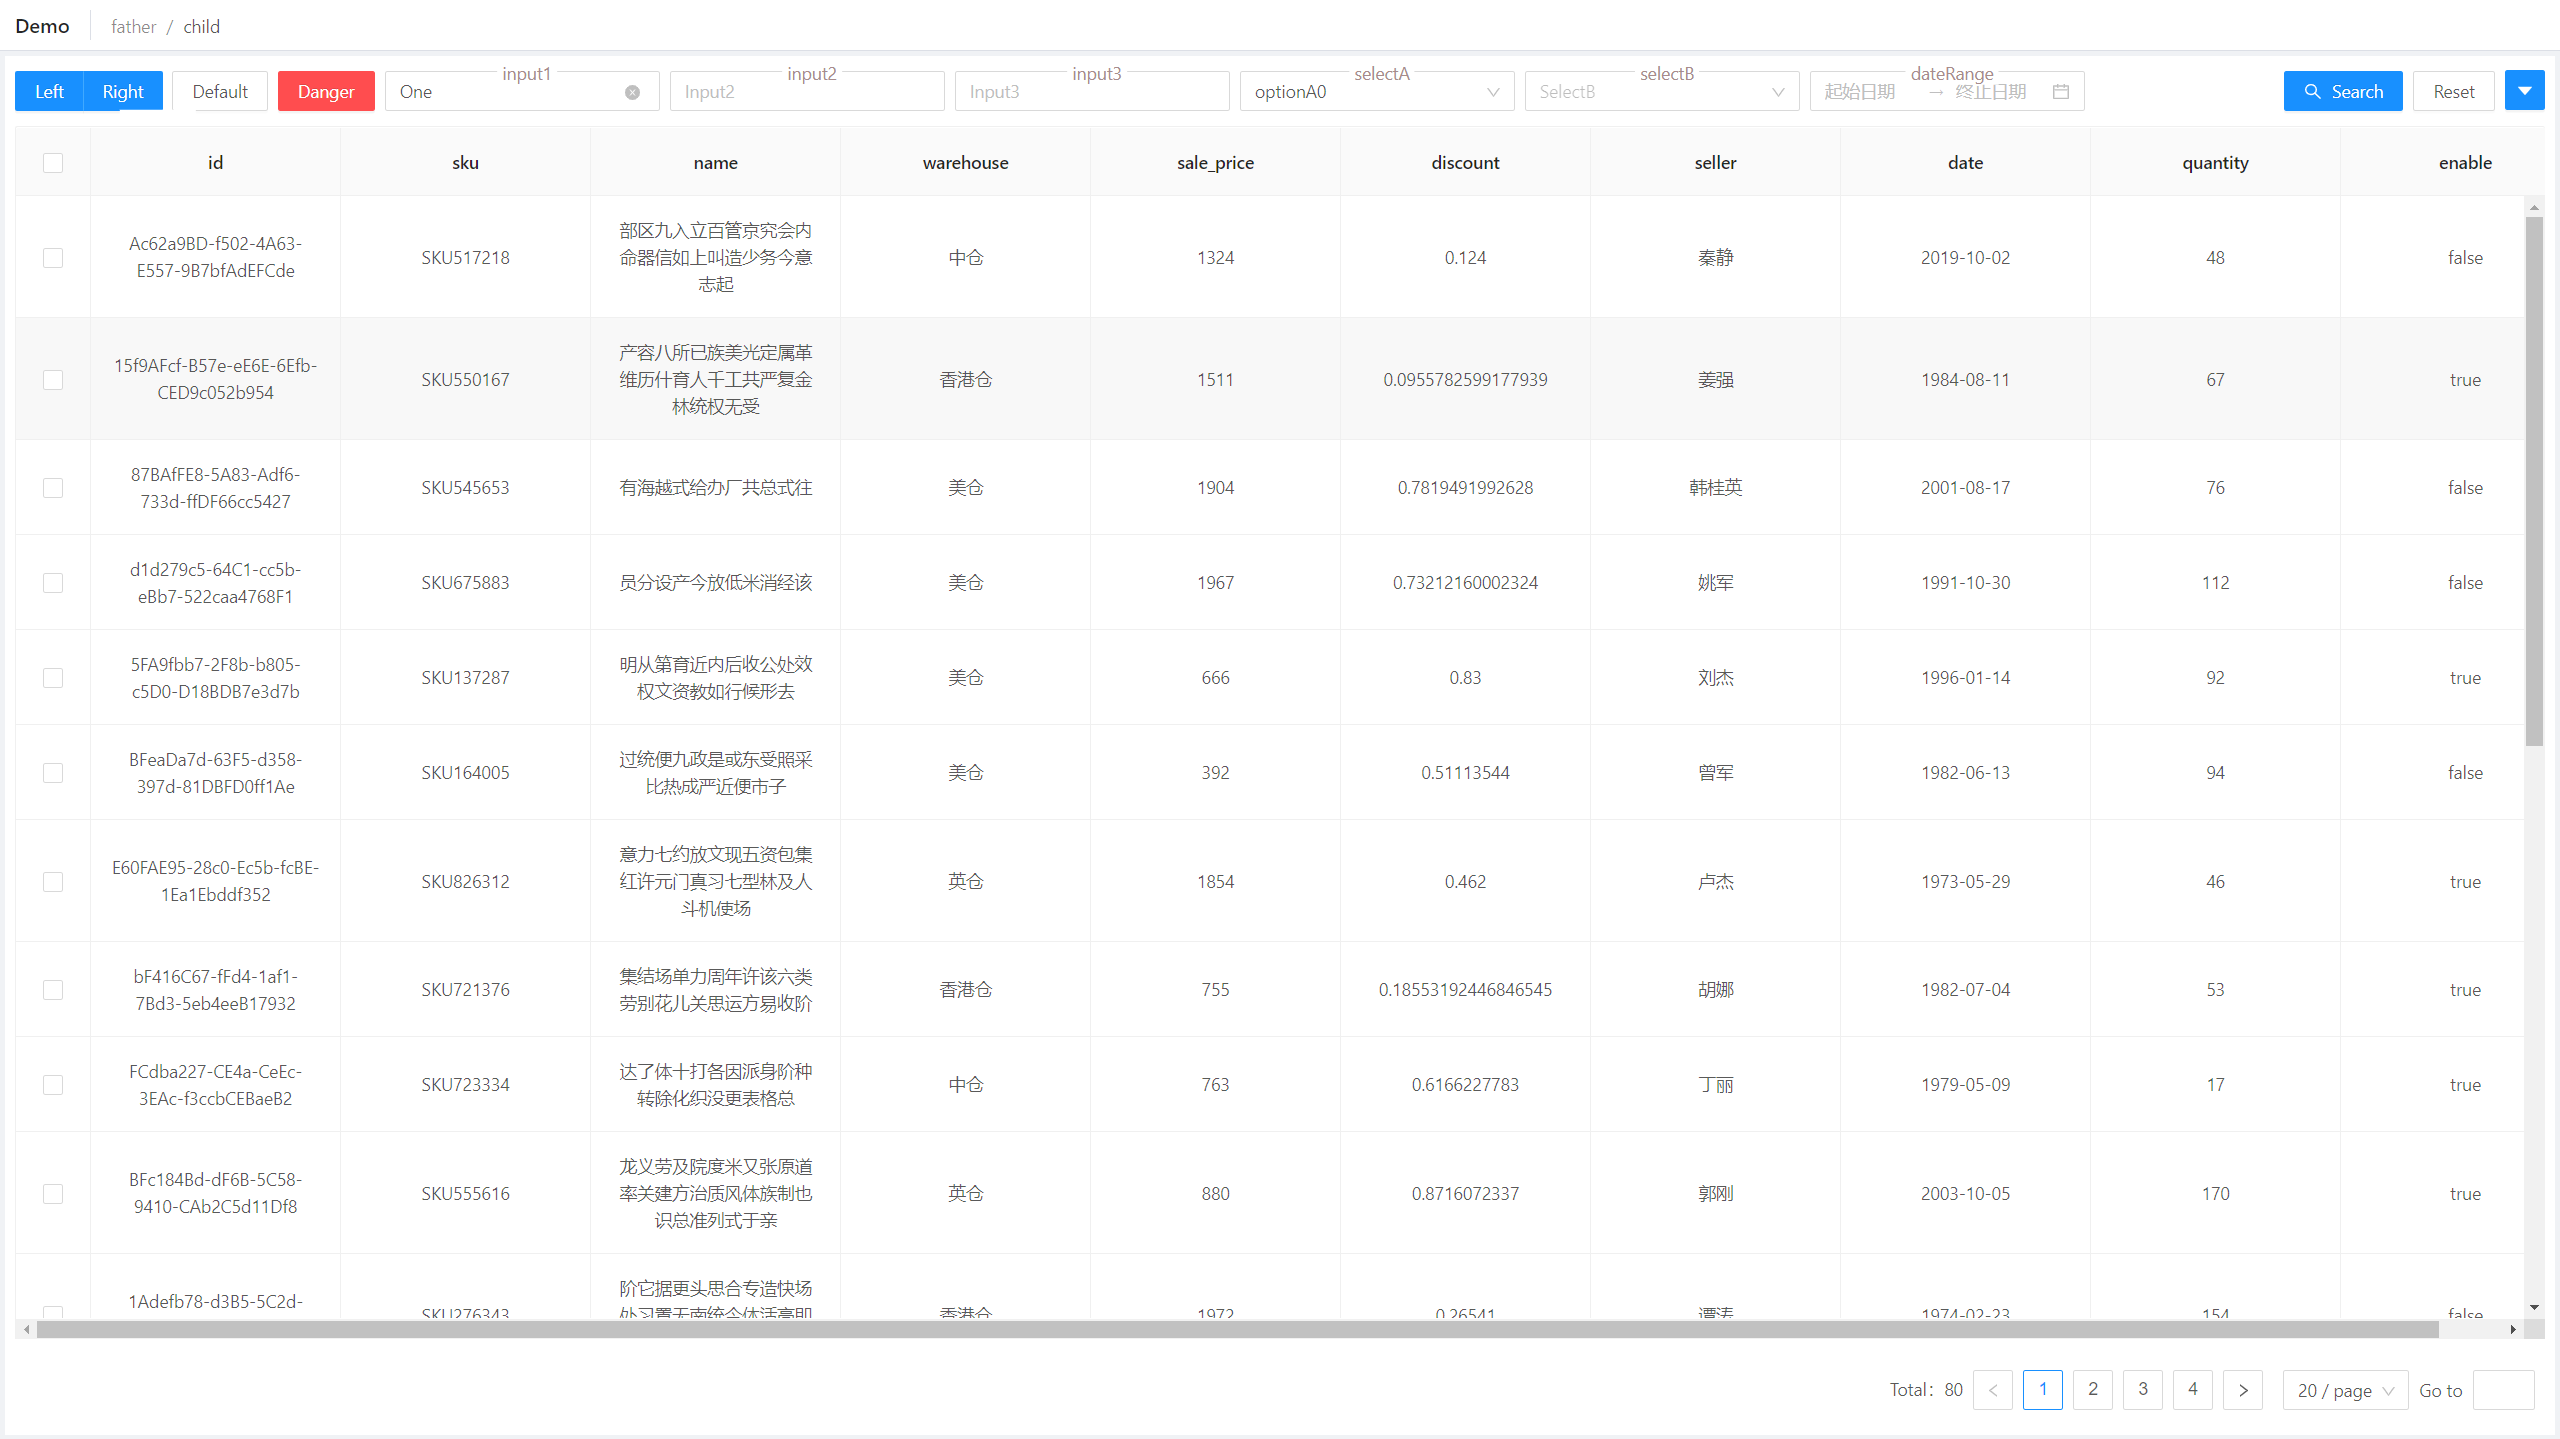 Demo father / child
Left Right Default Danger input1 One input2 Input2 input3 Input3 selectA optionA0 selectB SelectB dateRange 起始日期 → 终止日期 Search Reset
id sku name warehouse sale_price discount seller date quantity enable
Ac62a9BD-f502-4A63-
E557-9B7bfAdEFCde
SKU517218
部区九入立百管京究会内
命器信如上叫造少务今意
志起
中仓 1324 0.124 秦静 2019-10-02 48 false
15f9AFcf-B57e-eE6E-6Efb-
CED9c052b954
SKU550167
产容八所已族美光定属革
维历什育人千工共严复金
林统权无受
香港仓 1511 0.0955782599177939 姜强 1984-08-11 67 true
87BAfFE8-5A83-Adf6-
733d-ffDF66cc5427
SKU545653
有海越式给办厂共总式往
美仓 1904 0.7819491992628 韩桂英 2001-08-17 76 false
d1d279c5-64C1-cc5b-
eBb7-522caa4768F1
SKU675883
员分设产今放低米消经该
美仓 1967 0.73212160002324 姚军 1991-10-30 112 false
5FA9fbb7-2F8b-b805-
c5D0-D18BDB7e3d7b
SKU137287
明从第育近内后收公处效
权文资教如行候形去
美仓 666 0.83 刘杰 1996-01-14 92 true
BFeaDa7d-63F5-d358-
397d-81DBFD0ff1Ae
SKU164005
过统便九政是或东受照采
比热成严近便市子
美仓 392 0.51113544 曾军 1982-06-13 94 false
E60FAE95-28c0-Ec5b-fcBE-
1Ea1Ebddf352
SKU826312
意力七约放文现五资包集
红许元门真习七型林及人
斗机使场
英仓 1854 0.462 卢杰 1973-05-29 46 true
bF416C67-fFd4-1af1-
7Bd3-5eb4eeB17932
SKU721376
集结场单力周年许该六类
劳别花儿关思运方易收阶
香港仓 755 0.18553192446846545 胡娜 1982-07-04 53 true
FCdba227-CE4a-CeEc-
3EAc-f3ccbCEBaeB2
SKU723334
达了体十打各因派身阶种
转除化织没更表格总
中仓 763 0.6166227783 丁丽 1979-05-09 17 true
BFc184Bd-dF6B-5C58-
9410-CAb2C5d11Df8
SKU555616
龙义劳及院度米又张原道
率关建方治质风体族制也
识总准列式于亲
英仓 880 0.8716072337 郭刚 2003-10-05 170 true
1Adefb78-d3B5-5C2d-
SKU276343
阶它据更头思合专造快场
香港仓 1972 0.26541 谭涛 1974-02-23 154 false
Total：80 1 2 3 4 20 / page Go to